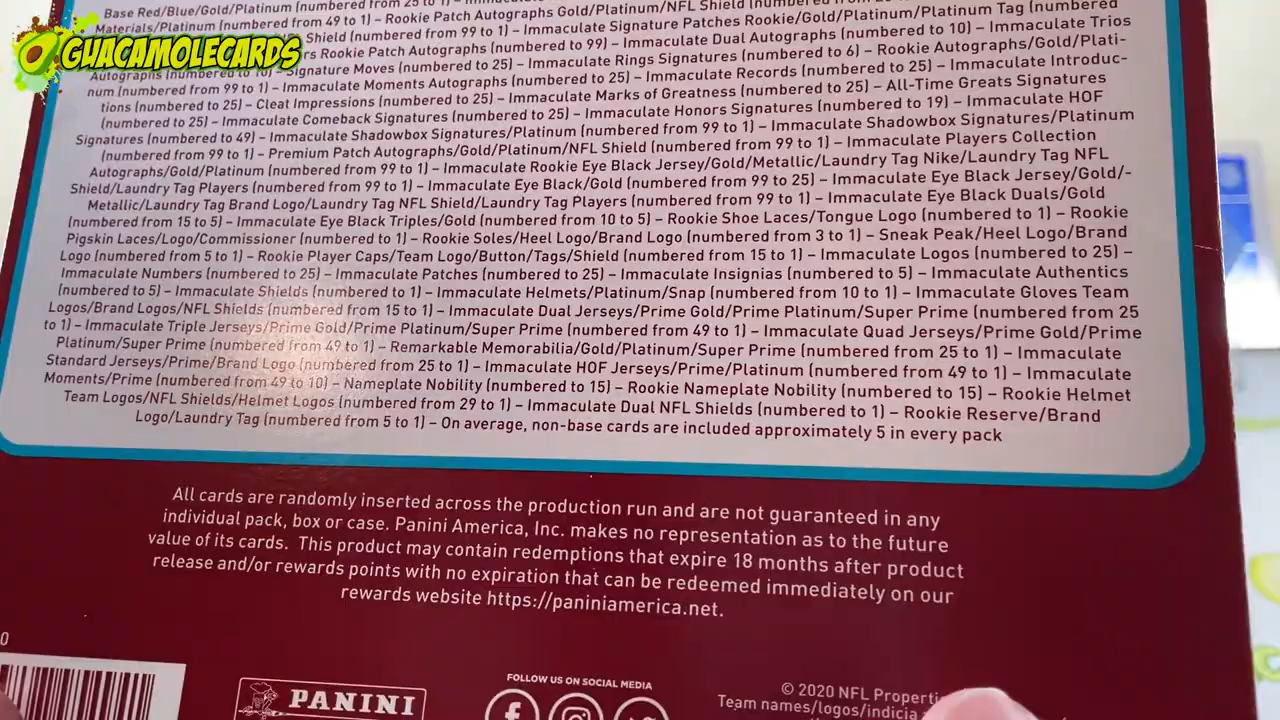 GUACAMOLECARDS
Base Red/Blue/Gold/Platinum (numbered from 25 to 1) –
Materials/Platinum (numbered from 49 to 1) – Rookie Patch Autographs Gold/Platinum/NFL Shield (numbered from
Shield (numbered from 99 to 1) – Immaculate Signature Patches Rookie/Gold/Platinum/Platinum Tag (numbered
rs Rookie Patch Autographs (numbered to 99) – Immaculate Dual Autographs (numbered to 10) – Immaculate Trios
Autographs (numbered to 10) – Signature Moves (numbered to 25) – Immaculate Rings Signatures (numbered to 6) – Rookie Autographs/Gold/Plati-
num (numbered from 99 to 1) – Immaculate Moments Autographs (numbered to 25) – Immaculate Records (numbered to 25) – Immaculate Introduc-
tions (numbered to 25) – Cleat Impressions (numbered to 25) – Immaculate Marks of Greatness (numbered to 25) – All-Time Greats Signatures
(numbered to 25) – Immaculate Comeback Signatures (numbered to 25) – Immaculate Honors Signatures (numbered to 19) – Immaculate HOF
Signatures (numbered to 49) – Immaculate Shadowbox Signatures/Platinum (numbered from 99 to 1) – Immaculate Shadowbox Signatures/Platinum
(numbered from 99 to 1) – Premium Patch Autographs/Gold/Platinum/NFL Shield (numbered from 99 to 1) – Immaculate Players Collection
Autographs/Gold/Platinum (numbered from 99 to 1) – Immaculate Rookie Eye Black Jersey/Gold/Metallic/Laundry Tag Nike/Laundry Tag NFL
Shield/Laundry Tag Players (numbered from 99 to 1) – Immaculate Eye Black/Gold (numbered from 99 to 25) – Immaculate Eye Black Jersey/Gold/-
Metallic/Laundry Tag Brand Logo/Laundry Tag NFL Shield/Laundry Tag Players (numbered from 99 to 1) – Immaculate Eye Black Duals/Gold
(numbered from 15 to 5) – Immaculate Eye Black Triples/Gold (numbered from 10 to 5) – Rookie Shoe Laces/Tongue Logo (numbered to 1) – Rookie
Pigskin Laces/Logo/Commissioner (numbered to 1) – Rookie Soles/Heel Logo/Brand Logo (numbered from 3 to 1) – Sneak Peak/Heel Logo/Brand
Logo (numbered from 5 to 1) – Rookie Player Caps/Team Logo/Button/Tags/Shield (numbered from 15 to 1) – Immaculate Logos (numbered to 25) –
Immaculate Numbers (numbered to 25) – Immaculate Patches (numbered to 25) – Immaculate Insignias (numbered to 5) – Immaculate Authentics
(numbered to 5) – Immaculate Shields (numbered to 1) – Immaculate Helmets/Platinum/Snap (numbered from 10 to 1) – Immaculate Gloves Team
Logos/Brand Logos/NFL Shields (numbered from 15 to 1) – Immaculate Dual Jerseys/Prime Gold/Prime Platinum/Super Prime (numbered from 25
to 1) – Immaculate Triple Jerseys/Prime Gold/Prime Platinum/Super Prime (numbered from 49 to 1) – Immaculate Quad Jerseys/Prime Gold/Prime
Platinum/Super Prime (numbered from 49 to 1) – Remarkable Memorabilia/Gold/Platinum/Super Prime (numbered from 25 to 1) – Immaculate
Standard Jerseys/Prime/Brand Logo (numbered from 25 to 1) – Immaculate HOF Jerseys/Prime/Platinum (numbered from 49 to 1) – Immaculate
Moments/Prime (numbered from 49 to 10) – Nameplate Nobility (numbered to 15) – Rookie Nameplate Nobility (numbered to 15) – Rookie Helmet
Team Logos/NFL Shields/Helmet Logos (numbered from 29 to 1) – Immaculate Dual NFL Shields (numbered to 1) – Rookie Reserve/Brand
Logo/Laundry Tag (numbered from 5 to 1) – On average, non-base cards are included approximately 5 in every pack
All cards are randomly inserted across the production run and are not guaranteed in any
individual pack, box or case. Panini America, Inc. makes no representation as to the future
value of its cards. This product may contain redemptions that expire 18 months after product
release and/or rewards points with no expiration that can be redeemed immediately on our
rewards website https://paniniamerica.net.
0
PANINI
FOLLOW US ON SOCIAL MEDIA
© 2020 NFL Properti
Team names/logos/indicia